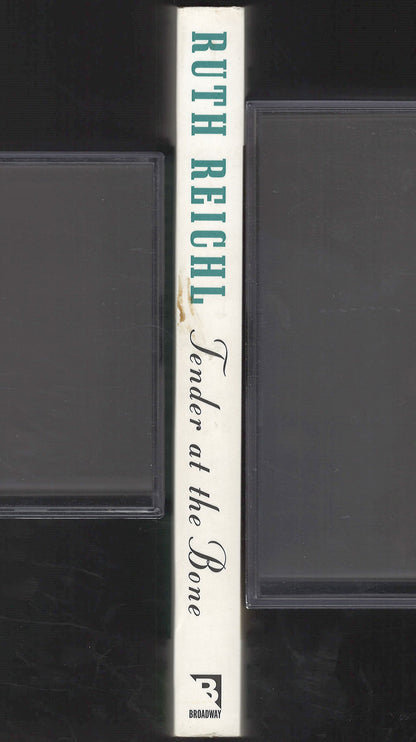 RUTH REICHL
Tender at the Bone
B
BROADWAY